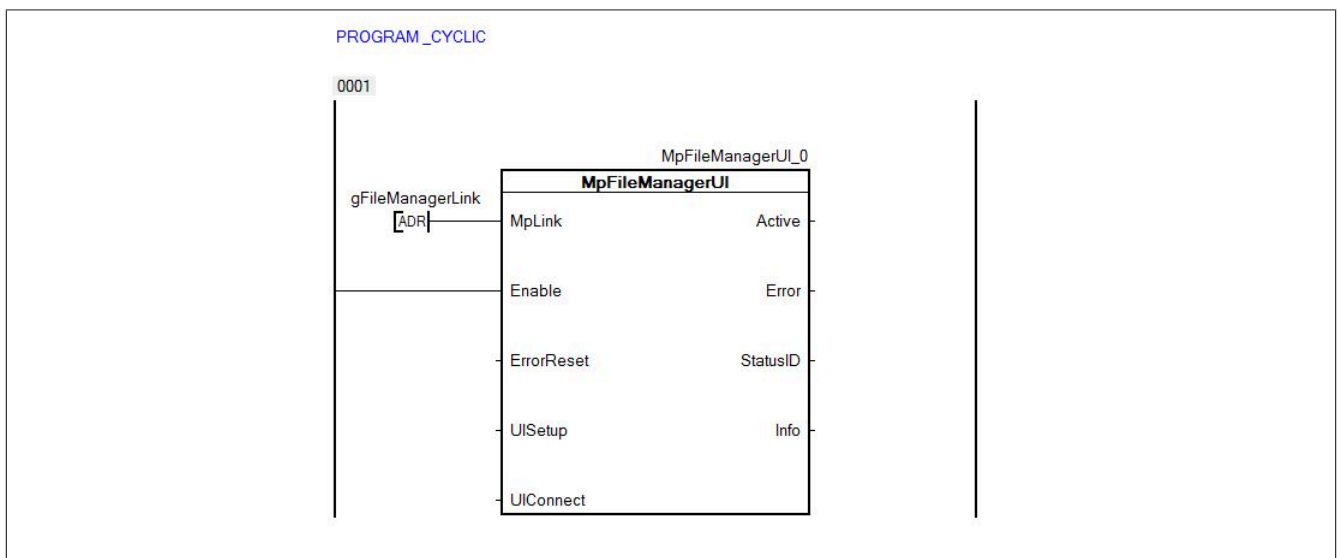 PROGRAM _CYCLIC
0001
MpFileManagerUI_0
MpFileManagerUI
gFileManagerLink
ADR
MpLink
Active
Enable
Error
ErrorReset
StatusID
UISetup
Info
UIConnect